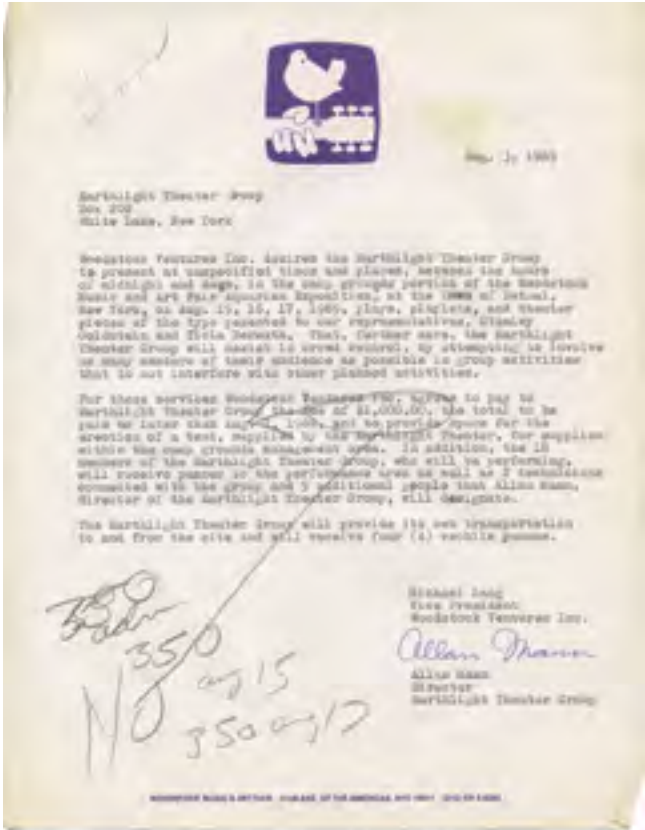 Aug. 1969
Earthlight Theater Group
Box 202
White Lake, New York
Woodstock Ventures Inc. desires the Earthlight Theater Group
to present at unspecified times and places, between the hours
of midnight and in the camp grounds portion of the Woodstock
Music and Art Fair Aquarian Exposition, at the Town of Bethel,
New York, on Aug. 15, 16, 17, 1969, plays, playlets, and theater
pieces of the type to our representatives, Stanley
Goldstein and That, further more, the Earthlight
Theater Group will assist in crowd control, by attempting to involve
as many members of their audience as possible in group activities
that do not interfere with other planned activities.
For these services Woodstock Ventures Inc. agrees to pay to
Earthlight Theater Group the sum of $1,000.00, the total to be
paid no later than 1969, and to provide space for the
erection of a tent, supplied by the Earthlight Theater, for supplies
within the camp grounds management area. In addition, the 18
members of the Earthlight Theater Group, who will be performing,
will receive passes to the performance area as well as 2 technicians
connected with the group and 5 additional people that Allan Mann,
director of the Earthlight Theater Group, will designate.
The Earthlight Theater Group will provide its own transportation
to and from the site and will receive four (4) vehicle passes.
Michael Lang
Vice President
Woodstock Ventures Inc.
Allan Mann
Allan Mann
Director
Earthlight Theater Group
350
adv
350
aug 15
NO
350 aug 17